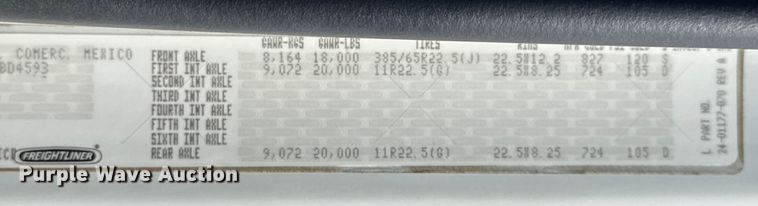 GAWR-KGS GAWR-LBS TIRES RIMS
COMERC. MEXICO FRONT AXLE 8,164 18,000 385/65R22.5(J) 22.5X12.2 827 120 S
BD4593 FIRST INT AXLE 9,072 20,000 11R22.5(G) 22.5X8.25 724 105 D
SECOND INT AXLE
THIRD INT AXLE
FOURTH INT AXLE
FIFTH INT AXLE
SIXTH INT AXLE
FREIGHTLINER REAR AXLE 9,072 20,000 11R22.5(G) 22.5X8.25 724 105 D
L PART NO.
24-01177-070 REV A
Purple Wave Auction